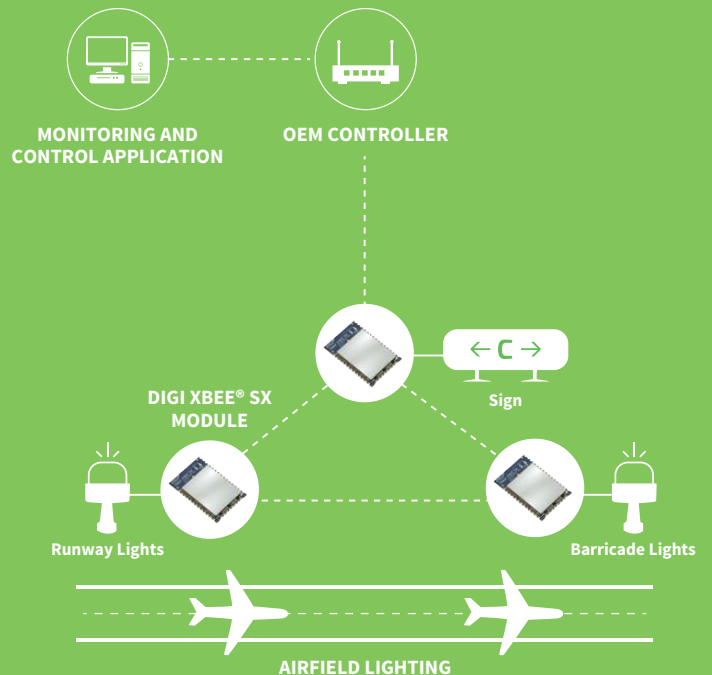 MONITORING AND
CONTROL APPLICATION
OEM CONTROLLER
← C →
Sign
DIGI XBEE® SX
MODULE
Runway Lights
Barricade Lights
AIRFIELD LIGHTING